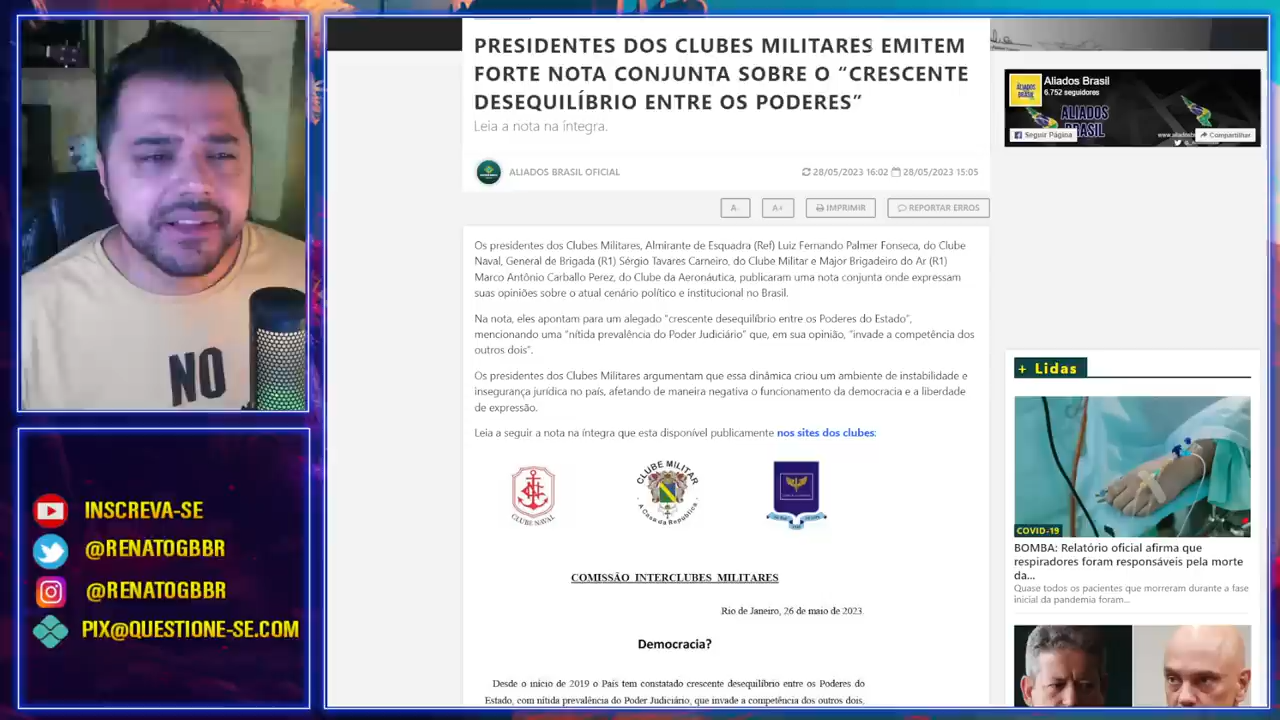 NO
INSCREVA-SE
@RENATOGBBR
@RENATOGBBR
PIX@QUESTIONE-SE.COM
PRESIDENTES DOS CLUBES MILITARES EMITEM
FORTE NOTA CONJUNTA SOBRE O “CRESCENTE
DESEQUILÍBRIO ENTRE OS PODERES”
Leia a nota na íntegra.
ALIADOS BRASIL OFICIAL
28/05/2023 16:02 28/05/2023 15:05
A- A+ IMPRIMIR REPORTAR ERROS
Os presidentes dos Clubes Militares, Almirante de Esquadra (Ref) Luiz Fernando Palmer Fonseca, do Clube
Naval, General de Brigada (R1) Sérgio Tavares Carneiro, do Clube Militar e Major Brigadeiro do Ar (R1)
Marco Antônio Carballo Perez, do Clube da Aeronáutica, publicaram uma nota conjunta onde expressam
suas opiniões sobre o atual cenário político e institucional no Brasil.
Na nota, eles apontam para um alegado “crescente desequilíbrio entre os Poderes do Estado”,
mencionando uma “nítida prevalência do Poder Judiciário” que, em sua opinião, “invade a competência dos
outros dois”.
Os presidentes dos Clubes Militares argumentam que essa dinâmica criou um ambiente de instabilidade e
insegurança jurídica no país, afetando de maneira negativa o funcionamento da democracia e a liberdade
de expressão.
Leia a seguir a nota na íntegra que esta disponível publicamente nos sites dos clubes:
CLUBE NAVAL
CLUBE MILITAR
A Casa da República
COMISSÃO INTERCLUBES MILITARES
Rio de Janeiro, 26 de maio de 2023.
Democracia?
Desde o início de 2019 o País tem constatado crescente desequilíbrio entre os Poderes do
Estado, com nítida prevalência do Poder Judiciário, que invade a competência dos outros dois,
Aliados Brasil
6.752 seguidores
ALIADOS
BRASIL
ALIADOS
BRASIL
Seguir Página
Compartilhar
+ Lidas
COVID-19
BOMBA: Relatório oficial afirma que
respiradores foram responsáveis pela morte
da...
Quase todos os pacientes que morreram durante a fase
inicial da pandemia foram...